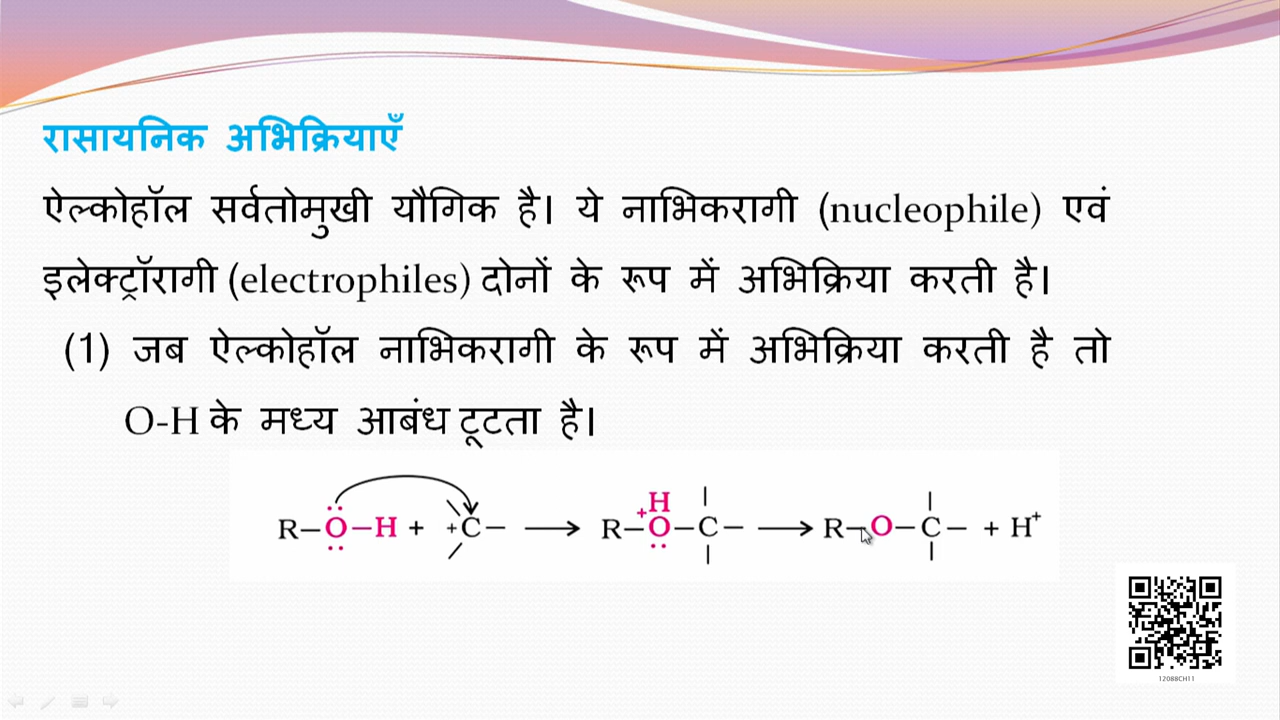 रासायनिक अभिक्रियाएँ
ऐल्कोहॉल सर्वतोमुखी यौगिक है। ये नाभिकरागी (nucleophile) एवं
इलेक्ट्रॉरागी (electrophiles) दोनों के रूप में अभिक्रिया करती है।
(1) जब ऐल्कोहॉल नाभिकरागी के रूप में अभिक्रिया करती है तो
O-H के मध्य आबंध टूटता है।
R–O–H + +C– → R–O+(H)–C– → R–O–C– + H+
12088CH11